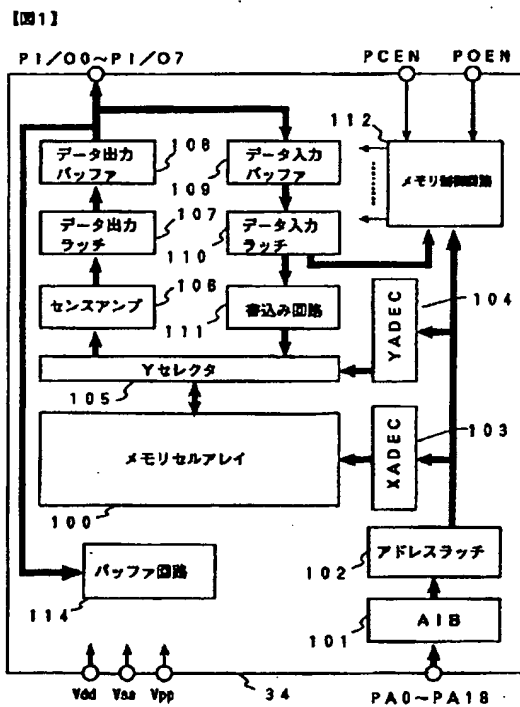 【図1】
PI/O0~PI/O7
PCEN
POEN
112
データ出力
バッファ
108
データ入力
バッファ
109
メモリ制御回路
データ出力
ラッチ
107
データ入力
ラッチ
110
センスアンプ
106
書込み回路
111
YADEC
104
Yセレクタ
105
メモリセルアレイ
100
XADEC
103
アドレスラッチ
102
バッファ回路
114
AIB
101
Vdd
Vss
Vpp
34
PA0~PA18